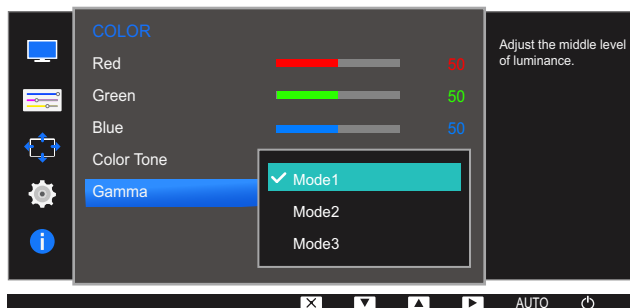 COLOR
Red 50
Green 50
Blue 50
Color Tone
Gamma
Mode1
Mode2
Mode3
Adjust the middle level
of luminance.
AUTO